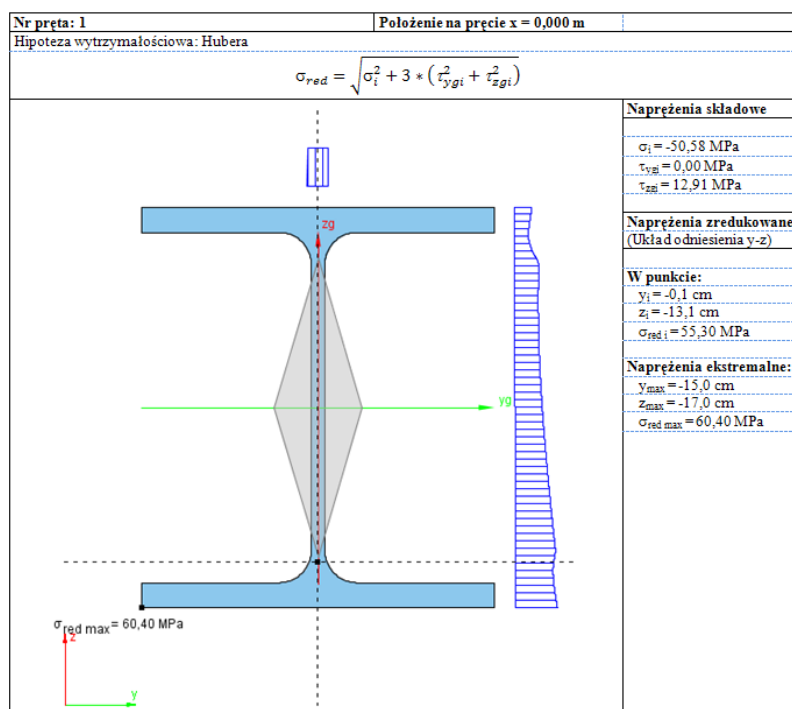 Nr pręta: 1 Położenie na pręcie x = 0,000 m
Hipoteza wytrzymałościowa: Hubera
σred = √(σi² + 3 * (τygi² + τzgi²))
Naprężenia składowe
σi = -50,58 MPa
τygi = 0,00 MPa
τzgi = 12,91 MPa
Naprężenia zredukowane
(Układ odniesienia y-z)
W punkcie:
yi = -0,1 cm
zi = -13,1 cm
σred i = 55,30 MPa
Naprężenia ekstremalne:
ymax = -15,0 cm
zmax = -17,0 cm
σred max = 60,40 MPa
zg
yg
σred max = 60,40 MPa
z
y